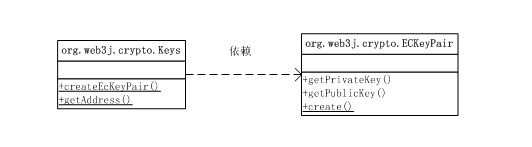 org.web3j.crypto.Keys
+createEcKeyPair()
+getAddress()
依赖
org.web3j.crypto.ECKeyPair
+getPrivateKey()
+getPublicKey()
+create()